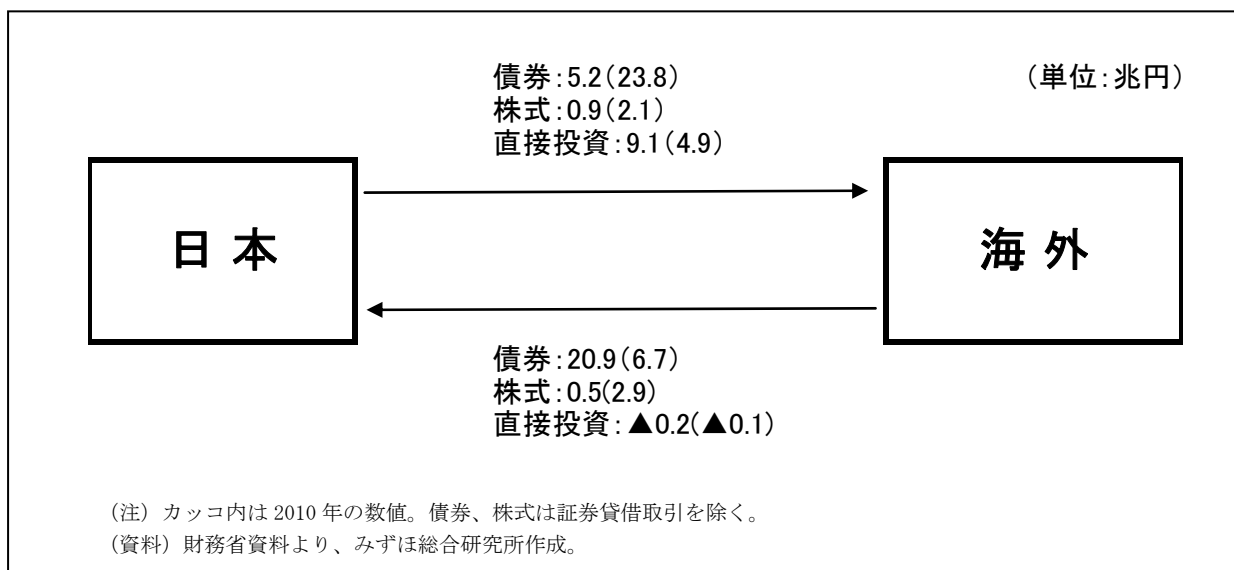 債券：5.2（23.8）
（単位：兆円）
株式：0.9（2.1）
直接投資：9.1（4.9）
日本
海外
債券：20.9（6.7）
株式：0.5(2.9)
直接投資：▲0.2(▲0.1)
（注）カッコ内は 2010 年の数値。債券、株式は証券貸借取引を除く。
（資料）財務省資料より、みずほ総合研究所作成。